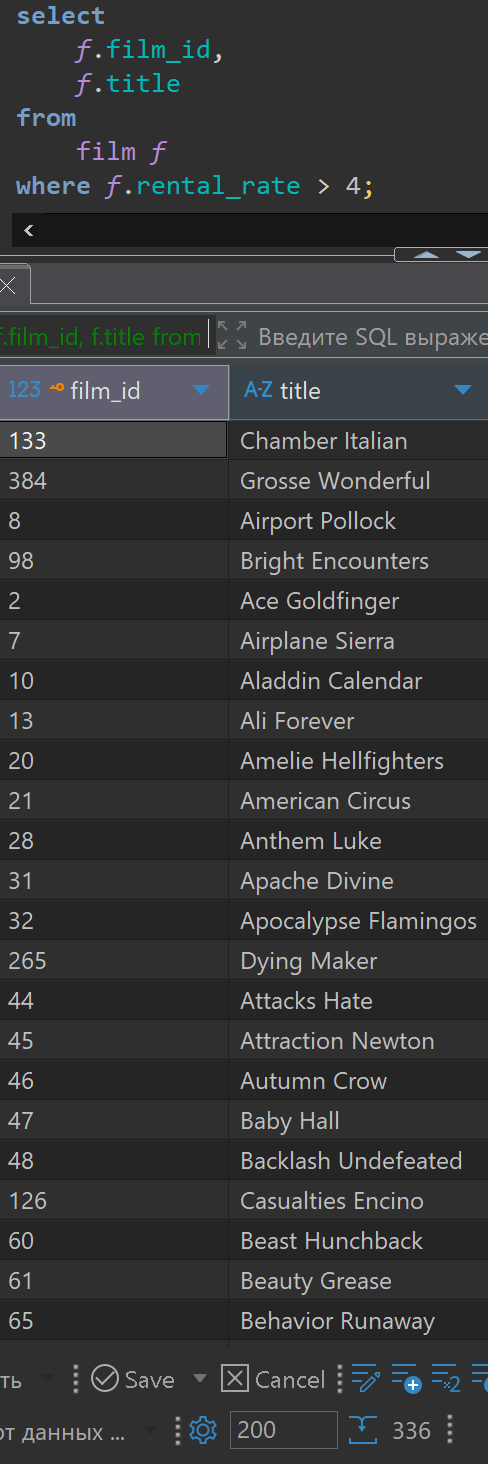 select
f.film_id,
f.title
from
film f
where f.rental_rate > 4;
f.film_id, f.title from
Введите SQL выраже
123 film_id
A-Z title
133 Chamber Italian
384 Grosse Wonderful
8 Airport Pollock
98 Bright Encounters
2 Ace Goldfinger
7 Airplane Sierra
10 Aladdin Calendar
13 Ali Forever
20 Amelie Hellfighters
21 American Circus
28 Anthem Luke
31 Apache Divine
32 Apocalypse Flamingos
265 Dying Maker
44 Attacks Hate
45 Attraction Newton
46 Autumn Crow
47 Baby Hall
48 Backlash Undefeated
126 Casualties Encino
60 Beast Hunchback
61 Beauty Grease
65 Behavior Runaway
ть Save Cancel
от данных ... 200 336